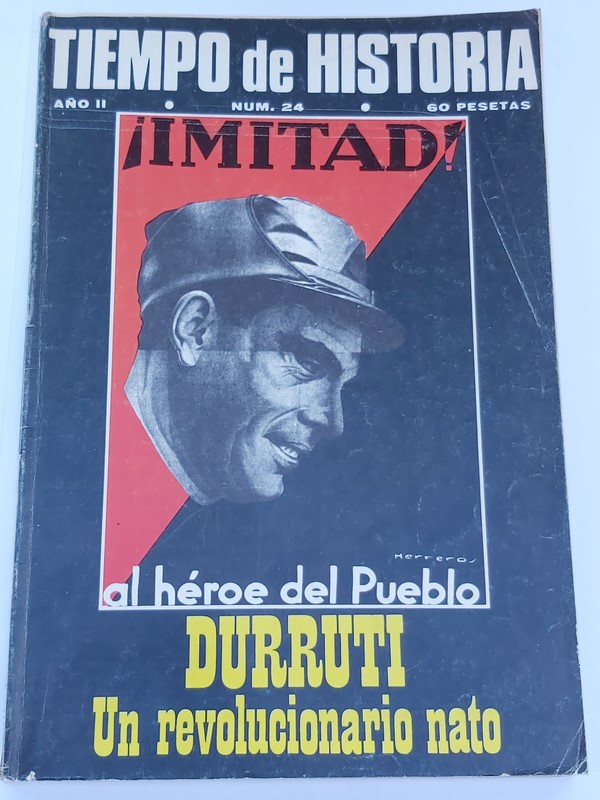 TIEMPO de HISTORIA
AÑO II • NUM. 24 • 60 PESETAS
¡IMITAD!
Herreros
al héroe del Pueblo
DURRUTI
Un revolucionario nato